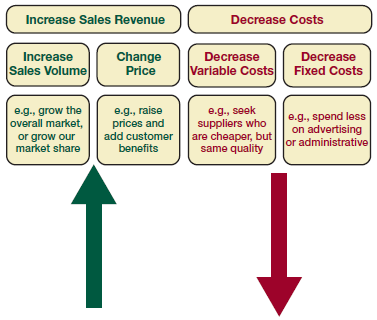 Increase Sales Revenue
Decrease Costs
Increase
Sales Volume
Change
Price
Decrease
Variable Costs
Decrease
Fixed Costs
e.g., grow the
overall market,
or grow our
market share
e.g., raise
prices and
add customer
benefits
e.g., seek
suppliers who
are cheaper, but
same quality
e.g., spend less
on advertising
or administrative